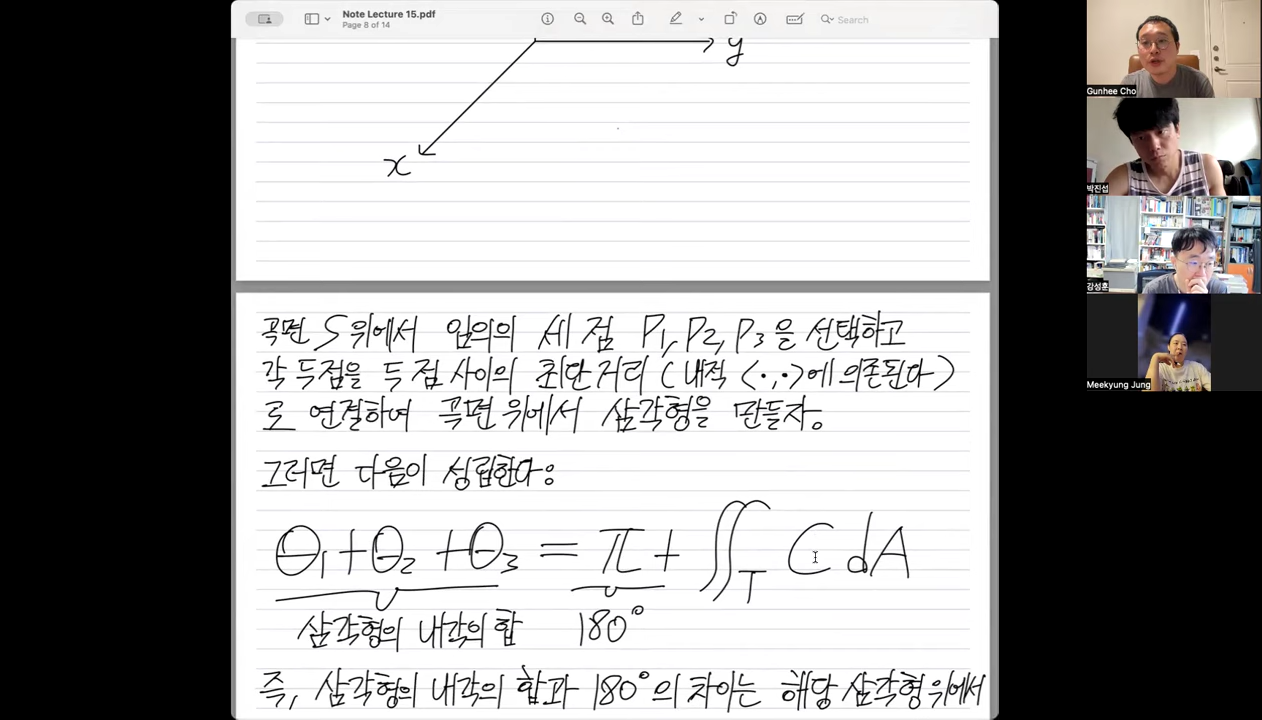 Note Lecture 15.pdf
Page 8 of 14
Search
y
x
곡면 S 위에서 임의의 세 점 P1, P2, P3을 선택하고
각 두점을 두 점 사이의 최단거리 (내적 <·,·>에 의존된다)
로 연결하여 곡면 위에서 삼각형을 만들자.
그러면 다음이 성립한다:
θ1 + θ2 + θ3 = π + ∬T C dA
삼각형의 내각의 합 180°
즉, 삼각형의 내각의 합과 180°의 차이는 해당 삼각형 위에서
Gunhee Cho
박진섭
강성훈
Meekyung Jung